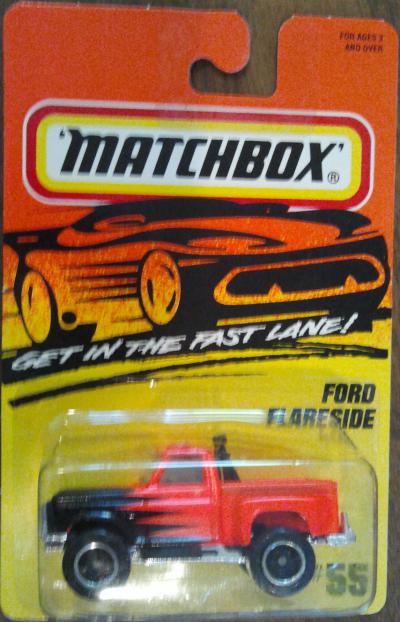 FOR AGES 3
AND OVER
'MATCHBOX'®
GET IN THE FAST LANE!
FORD
FLARESIDE
#55